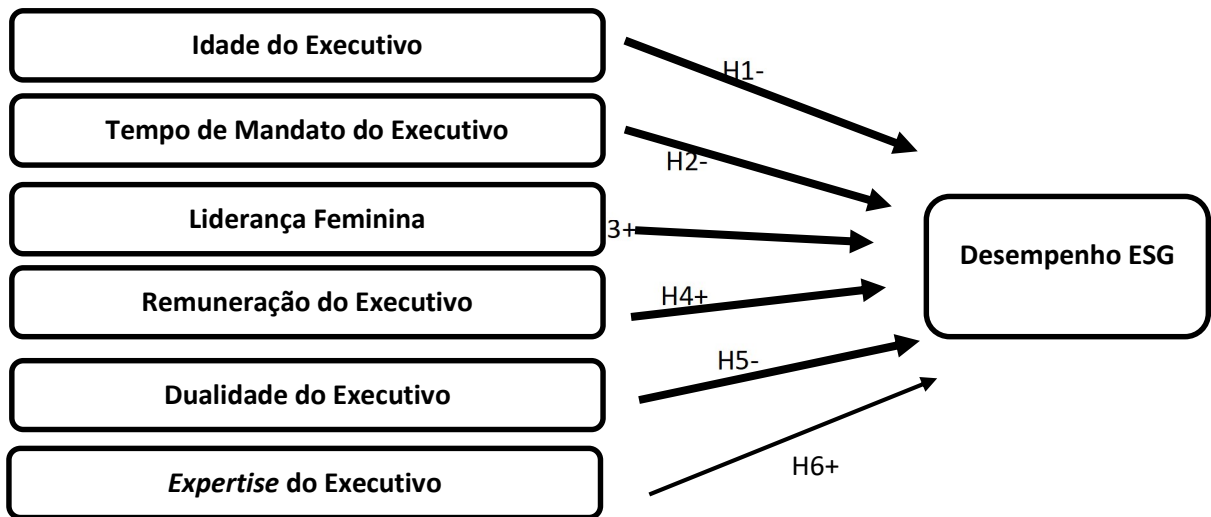 Idade do Executivo
H1-
Tempo de Mandato do Executivo
H2-
Liderança Feminina
3+
Desempenho ESG
Remuneração do Executivo
H4+
Dualidade do Executivo
H5-
Expertise do Executivo
H6+